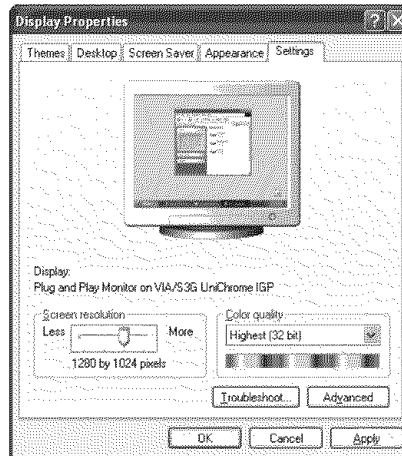 Display Properties
Themes Desktop Screen Saver Appearance Settings
Display:
Plug and Play Monitor on VIA/S3G UniChrome IGP
Screen resolution
Less More
1280 by 1024 pixels
Color quality
Highest (32 bit)
Troubleshoot... Advanced
OK Cancel Apply